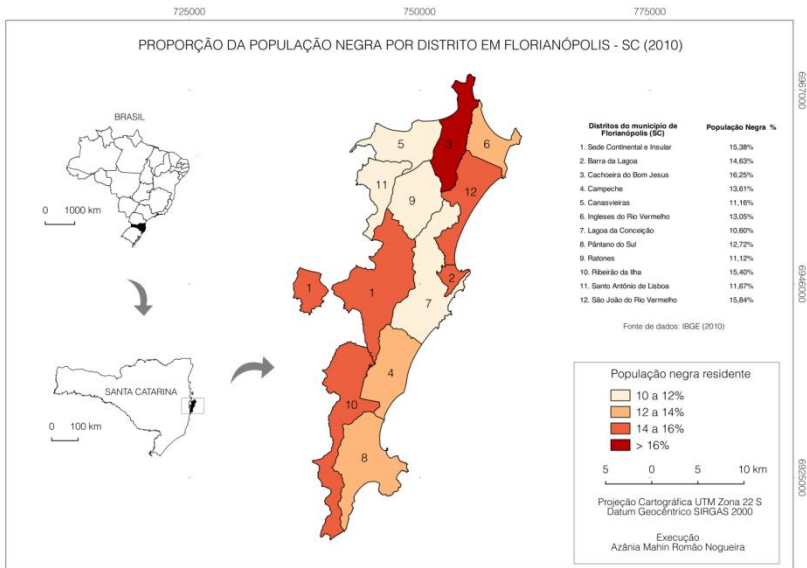 725000
750000
775000
PROPORÇÃO DA POPULAÇÃO NEGRA POR DISTRITO EM FLORIANÓPOLIS - SC (2010)
6967000
6946000
6925000
BRASIL
0 1000 km
SANTA CATARINA
0 100 km
5
3
6
11
9
12
1
1
2
7
4
10
8
Distritos do município de Florianópolis (SC) População Negra %
1. Sede Continental e Insular 15,38%
2. Barra da Lagoa 14,63%
3. Cachoeira do Bom Jesus 16,25%
4. Campeche 13,61%
5. Canasvieiras 11,16%
6. Ingleses do Rio Vermelho 13,05%
7. Lagoa da Conceição 10,60%
8. Pântano do Sul 12,72%
9. Ratones 11,12%
10. Ribeirão da Ilha 15,40%
11. Santo Antônio de Lisboa 11,67%
12. São João do Rio Vermelho 15,84%
Fonte de dados: IBGE (2010)
População negra residente
10 a 12%
12 a 14%
14 a 16%
> 16%
5 0 5 10 km
Projeção Cartográfica UTM Zona 22 S
Datum Geocêntrico SIRGAS 2000
Execução
Azânia Mahin Romão Nogueira